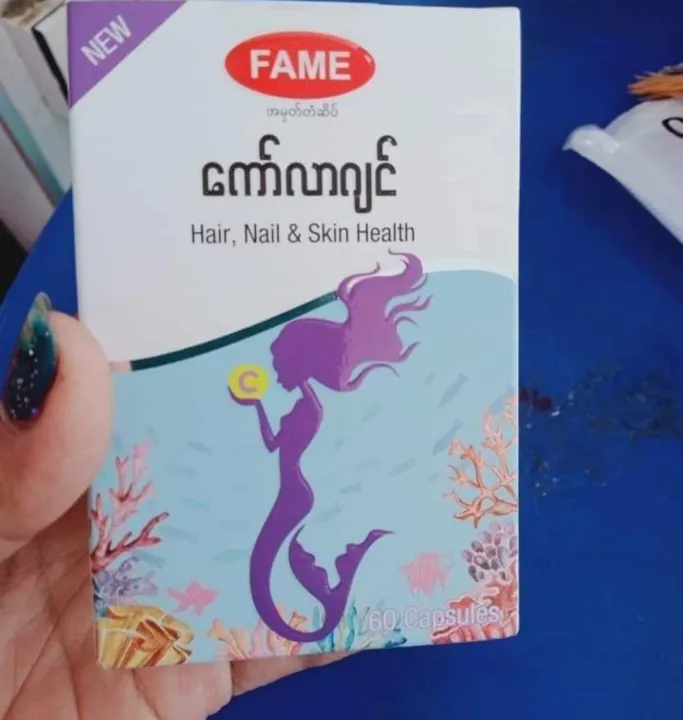 NEW
FAME
အမှတ်တံဆိပ်
ကော်လာဂျင်
Hair, Nail & Skin Health
C
60 Capsules